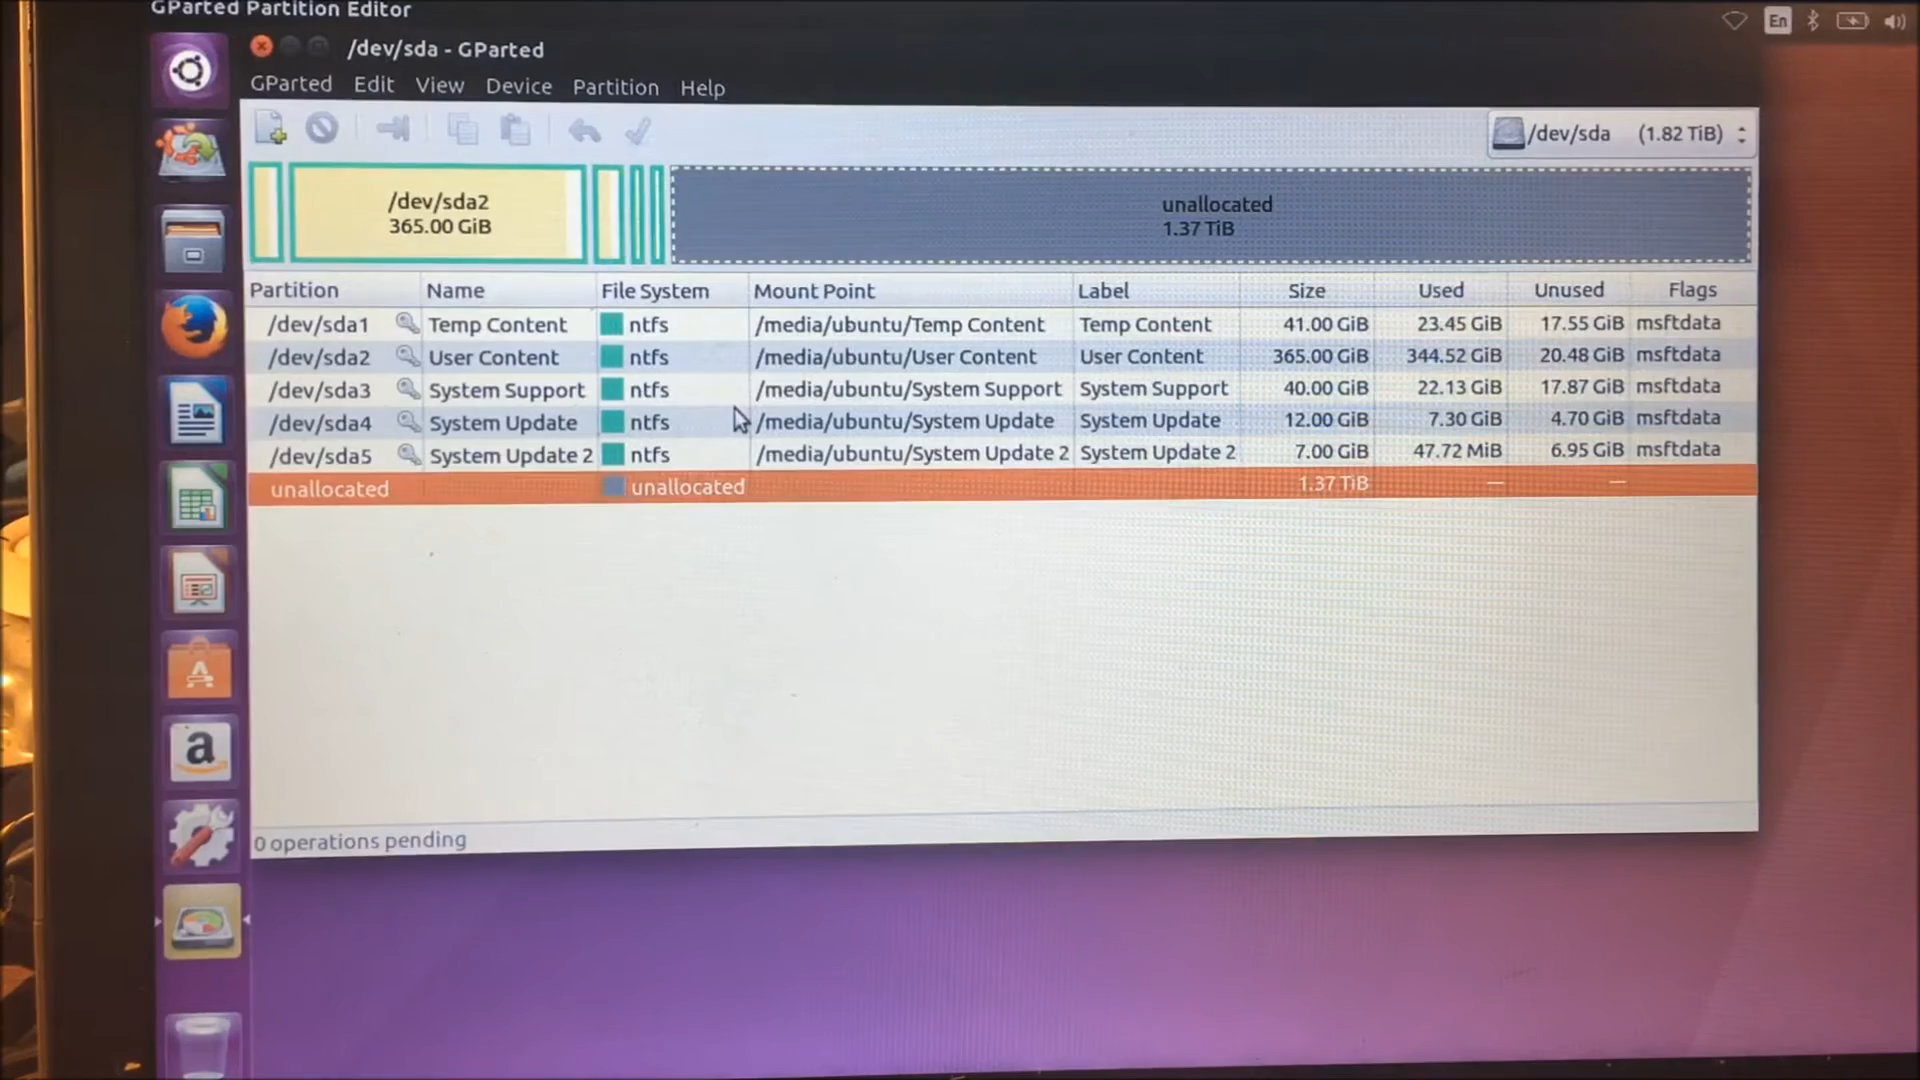 GParted Partition Editor
En
/dev/sda - GParted
GParted Edit View Device Partition Help
/dev/sda (1.82 TiB)
/dev/sda2
365.00 GiB
unallocated
1.37 TiB
Partition Name File System Mount Point Label Size Used Unused Flags
/dev/sda1 Temp Content ntfs /media/ubuntu/Temp Content Temp Content 41.00 GiB 23.45 GiB 17.55 GiB msftdata
/dev/sda2 User Content ntfs /media/ubuntu/User Content User Content 365.00 GiB 344.52 GiB 20.48 GiB msftdata
/dev/sda3 System Support ntfs /media/ubuntu/System Support System Support 40.00 GiB 22.13 GiB 17.87 GiB msftdata
/dev/sda4 System Update ntfs /media/ubuntu/System Update System Update 12.00 GiB 7.30 GiB 4.70 GiB msftdata
/dev/sda5 System Update 2 ntfs /media/ubuntu/System Update 2 System Update 2 7.00 GiB 47.72 MiB 6.95 GiB msftdata
unallocated unallocated 1.37 TiB — —
a
0 operations pending